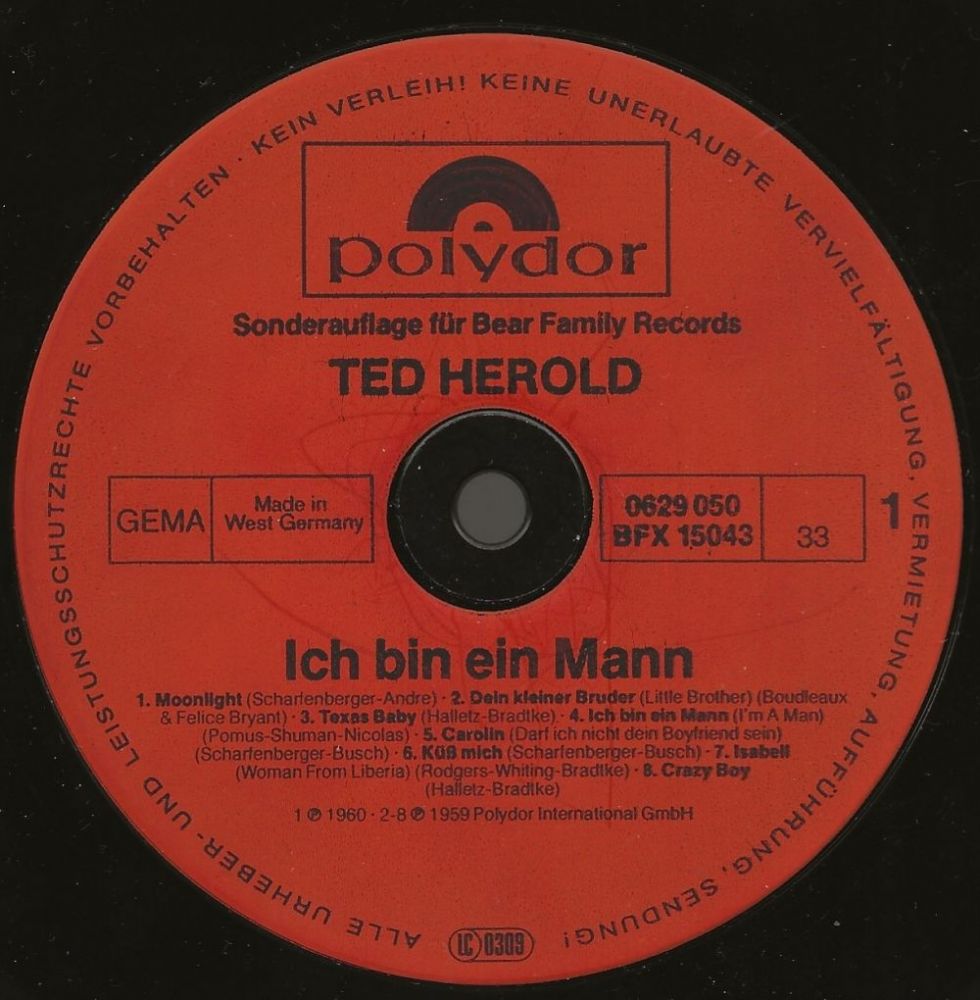 ALLE URHEBER- UND LEISTUNGSSCHUTZRECHTE VORBEHALTEN · KEIN VERLEIH! KEINE UNERLAUBTE VERVIELFÄLTIGUNG, VERMIETUNG, AUFFÜHRUNG, SENDUNG!
polydor
Sonderauflage für Bear Family Records
TED HEROLD
GEMA
Made in
West Germany
0629 050
BFX 15043
33
1
Ich bin ein Mann
1. Moonlight (Scharfenberger-Andre) · 2. Dein kleiner Bruder (Little Brother) (Boudleaux
& Felice Bryant) · 3. Texas Baby (Halletz-Bradtke) · 4. Ich bin ein Mann (I'm A Man)
(Pomus-Shuman-Nicolas) · 5. Carolin (Darf ich nicht dein Boyfriend sein)
(Scharfenberger-Busch) · 6. Küß mich (Scharfenberger-Busch) · 7. Isabell
(Woman From Liberia) (Rodgers-Whiting-Bradtke) · 8. Crazy Boy
(Halletz-Bradtke)
1 ℗ 1960 · 2-8 ℗ 1959 Polydor International GmbH
LC 0309